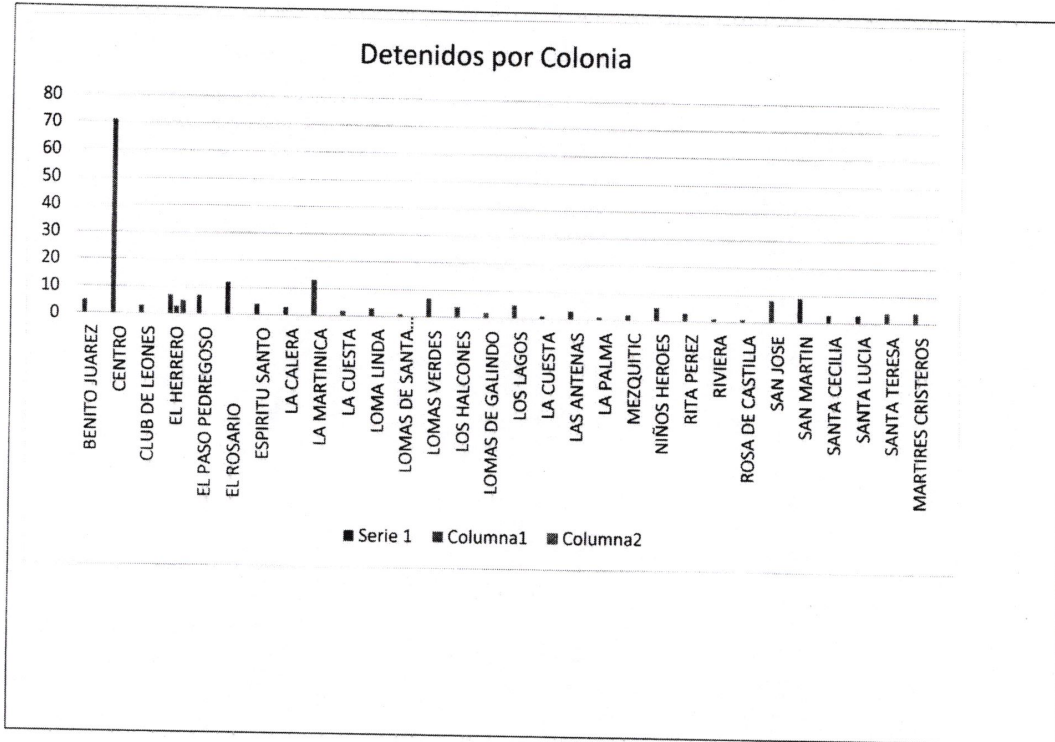 Detenidos por Colonia
80
70
60
50
40
30
20
10
0
BENITO JUAREZ
CENTRO
CLUB DE LEONES
EL HERRERO
EL PASO PEDREGOSO
EL ROSARIO
ESPIRITU SANTO
LA CALERA
LA MARTINICA
LA CUESTA
LOMA LINDA
LOMAS DE SANTA...
LOMAS VERDES
LOS HALCONES
LOMAS DE GALINDO
LOS LAGOS
LA CUESTA
LAS ANTENAS
LA PALMA
MEZQUITIC
NIÑOS HEROES
RITA PEREZ
RIVIERA
ROSA DE CASTILLA
SAN JOSE
SAN MARTIN
SANTA CECILIA
SANTA LUCIA
SANTA TERESA
MARTIRES CRISTEROS
Serie 1 Columna1 Columna2